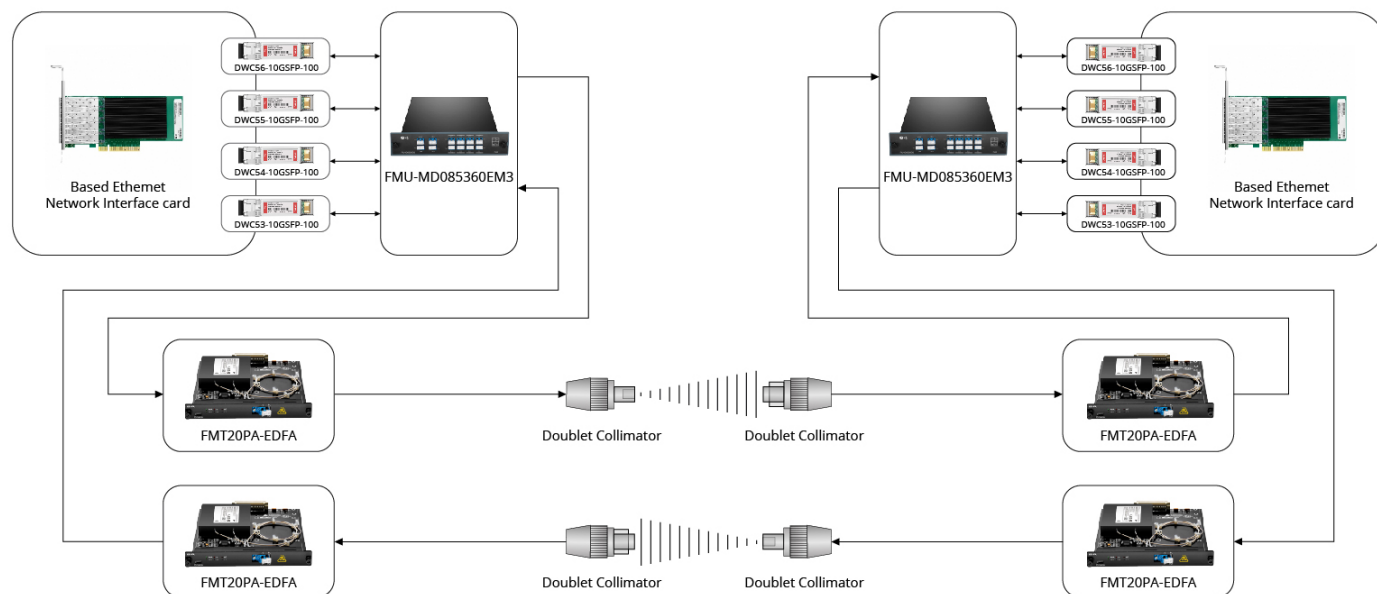 DWC56-10GSFP-100
DWC55-10GSFP-100
DWC54-10GSFP-100
DWC53-10GSFP-100
Based Ethemet
Network Interface card
FMU-MD085360EM3
FMU-MD085360EM3
DWC56-10GSFP-100
DWC55-10GSFP-100
DWC54-10GSFP-100
DWC53-10GSFP-100
Based Ethemet
Network Interface card
FMT20PA-EDFA
Doublet Collimator
Doublet Collimator
FMT20PA-EDFA
FMT20PA-EDFA
Doublet Collimator
Doublet Collimator
FMT20PA-EDFA